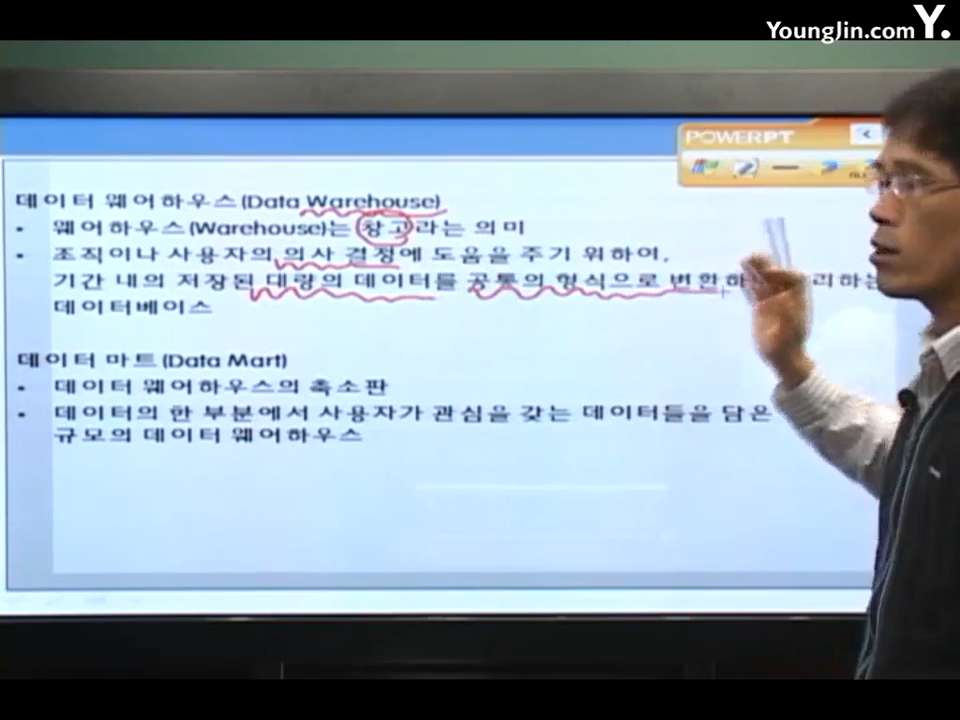 YoungJin.com Y.
POWERPT
데이터 웨어하우스(Data Warehouse)
• 웨어하우스(Warehouse)는 창고라는 의미
• 조직이나 사용자의 의사 결정에 도움을 주기 위하여,
기간 내의 저장된 대량의 데이터를 공통의 형식으로 변환하
데이터베이스
데이터 마트(Data Mart)
• 데이터 웨어하우스의 축소판
• 데이터의 한 부분에서 사용자가 관심을 갖는 데이터들을 담은
규모의 데이터 웨어하우스